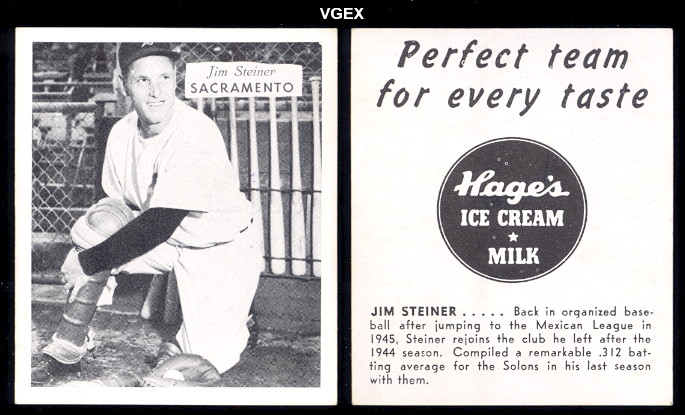 VGEX
Jim Steiner
SACRAMENTO
Perfect team
for every taste
Hage's
ICE CREAM
MILK
JIM STEINER . . . . . Back in organized base-
ball after jumping to the Mexican League in
1945, Steiner rejoins the club he left after the
1944 season. Compiled a remarkable .312 bat-
ting average for the Solons in his last season
with them.